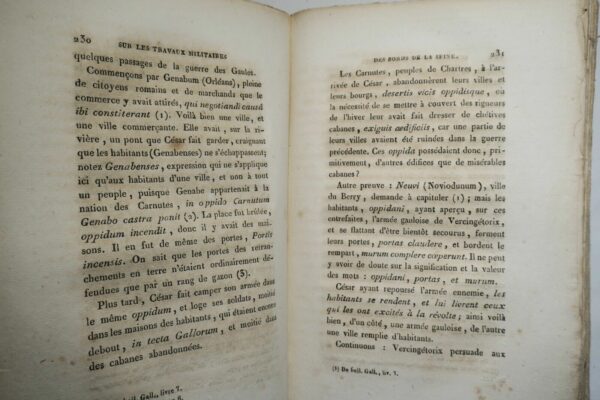 230
SUR LES TRAVAUX MILITAIRES
quelques passages de la guerre des Gaules.
Commençons par Genabum (Orléans), pleine
de citoyens romains et de marchands que le
commerce y avait attirés, qui negotiandi causâ
ibi constiterant (1). Voilà bien une ville, et
une ville commerçante. Elle avait, sur la ri-
vière, un pont que César fait garder, craignant
que les habitants (Genabenses) ne s'échappassent;
notez Genabenses, expression qui ne s'applique
ici qu'aux habitants d'une ville, et non à tout
un peuple, puisque Genabe appartenait à la
nation des Carnutes, in oppido Carnutum
Genabo castra ponit (2). La place fut brûlée,
oppidum incendit, donc il y avait des mai-
sons. Il en fut de même des portes, Portis
incensis. On sait que les portes des retran-
chements en terre n'étaient ordinairement dé-
fendues que par un rang de gazon (3).
Plus tard, César fait camper son armée dans
le même oppidum, et loge ses soldats, moitié
dans les maisons des habitants, qui étaient encore
debout, in tecta Gallorum, et moitié dans
des cabanes abandonnées.
Gall., livre 7.
DES BORDS DE LA SEINE.
231
Les Carnutes, peuples de Chartres, à l'ar-
rivée de César, abandonnèrent leurs villes et
leurs bourgs, desertis vicis oppidisque, ou
la nécessité de se mettre à couvert des rigueurs
de l'hiver leur avait fait dresser de chétives
cabanes, exiguis ædificiis, car une partie de
leurs villes avaient été ruinées dans la guerre
précédente. Ces oppida possédaient donc, pri-
mitivement, d'autres édifices que de misérables
cabanes?
Autre preuve: Neuvi (Noviodunum), ville
du Berry, demande à capituler (1); mais les
habitants, oppidani, ayant aperçu, sur ces
entrefaites, l'armée gauloise de Vercingétorix,
et se flattant d'être bientôt secourus, ferment
leurs portes, portas claudere, et bordent le
rempart, murum complere cœperunt. Il ne peut
y avoir de doute sur la signification et la valeur
des mots: oppidani, portas, et murum.
César ayant repoussé l'armée ennemie, les
habitants se rendent, et lui livrent ceux
qui les ont excités à la révolte; ainsi voilà
bien, d'un côté, une armée gauloise, de l'autre
une ville remplie d'habitants.
Continuons: Vercingétorix persuade aux
(1) De Bell. Gall., liv. 7.